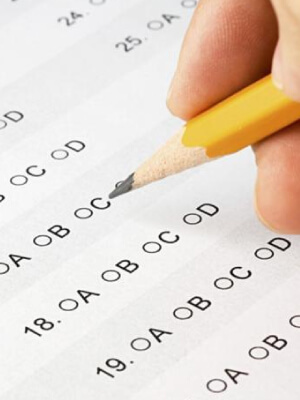 ○D
B ○C ○D
○A ○B ○C
18. ○A ○B ○C ○D
19. ○A ○B ○C ○D
○A ○B
24. ○
25. ○A